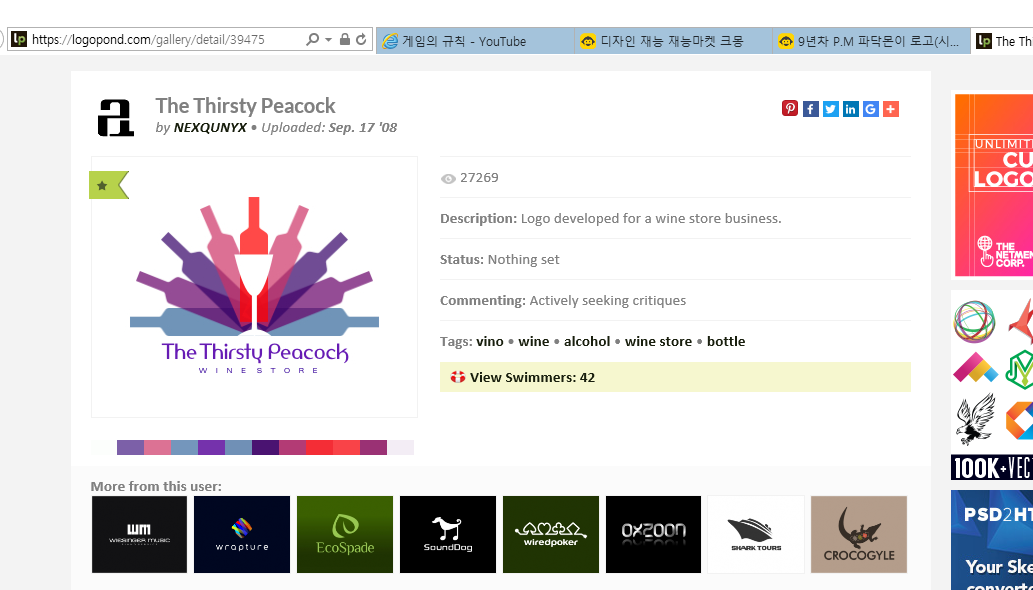 https://logopond.com/gallery/detail/39475
게임의 규칙 - YouTube
디자인 재능 재능마켓 크몽
9년차 P.M 파닥몬이 로고(시...
lp
The Thi
a
The Thirsty Peacock
by NEXQUNYX • Uploaded: Sep. 17 '08
27269
Description: Logo developed for a wine store business.
Status: Nothing set
Commenting: Actively seeking critiques
Tags: vino • wine • alcohol • wine store • bottle
View Swimmers: 42
The Thirsty Peacock
WINE STORE
More from this user:
wm
WIESINGER MUSIC
wrapture
EcoSpade
SoundDog
wiredpoker
oxzoon
SHARK TOURS
CROCOGYLE
UNLIMITE
CU
LOGO
THE
NETMEN
CORP.
100K+VECT
PSD2HT
Your Ske
converte